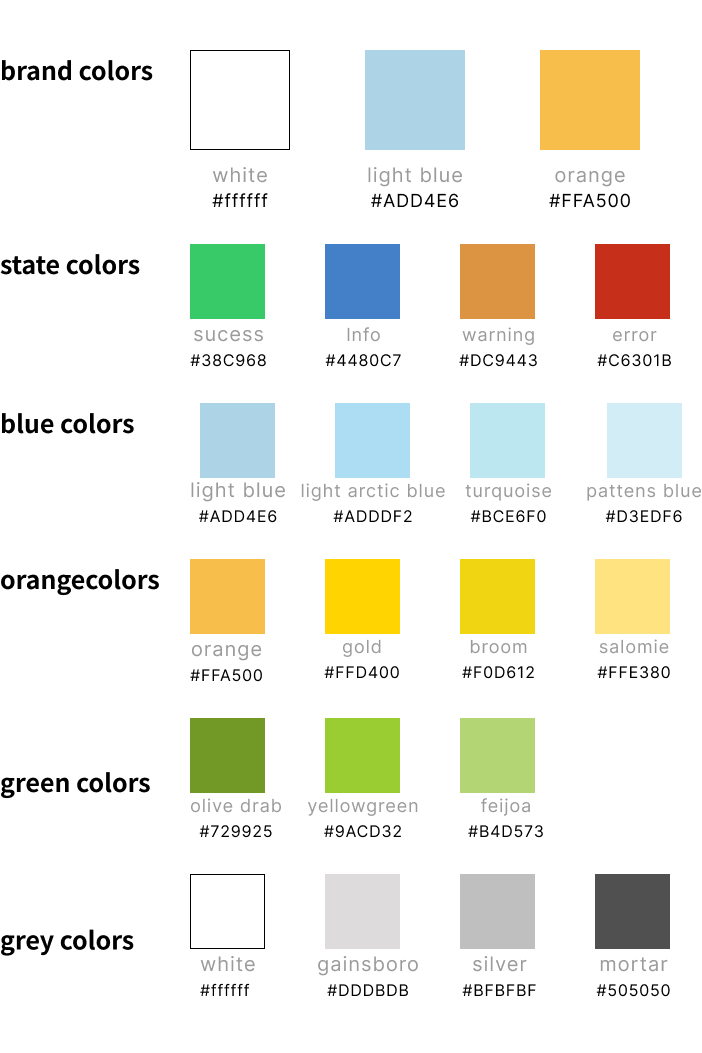 brand colors
white light blue orange
#ffffff #ADD4E6 #FFA500
state colors
sucess Info warning error
#38C968 #4480C7 #DC9443 #C6301B
blue colors
light blue light arctic blue turquoise pattens blue
#ADD4E6 #ADDDF2 #BCE6F0 #D3EDF6
orangecolors
orange gold broom salomie
#FFA500 #FFD400 #F0D612 #FFE380
green colors
olive drab yellowgreen feijoa
#729925 #9ACD32 #B4D573
grey colors
white gainsboro silver mortar
#ffffff #DDDBDB #BFBFBF #505050